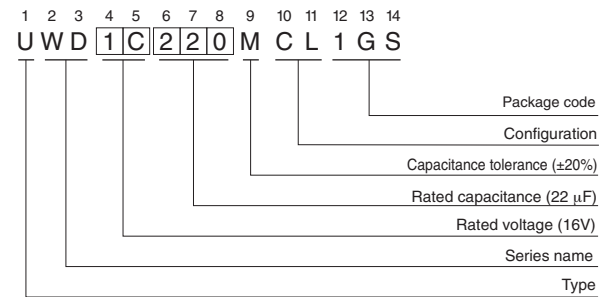 1 2 3 4 5 6 7 8 9 10 11 12 13 14
U W D 1 C 2 2 0 M C L 1 G S
Package code
Configuration
Capacitance tolerance (±20%)
Rated capacitance (22 μF)
Rated voltage (16V)
Series name
Type